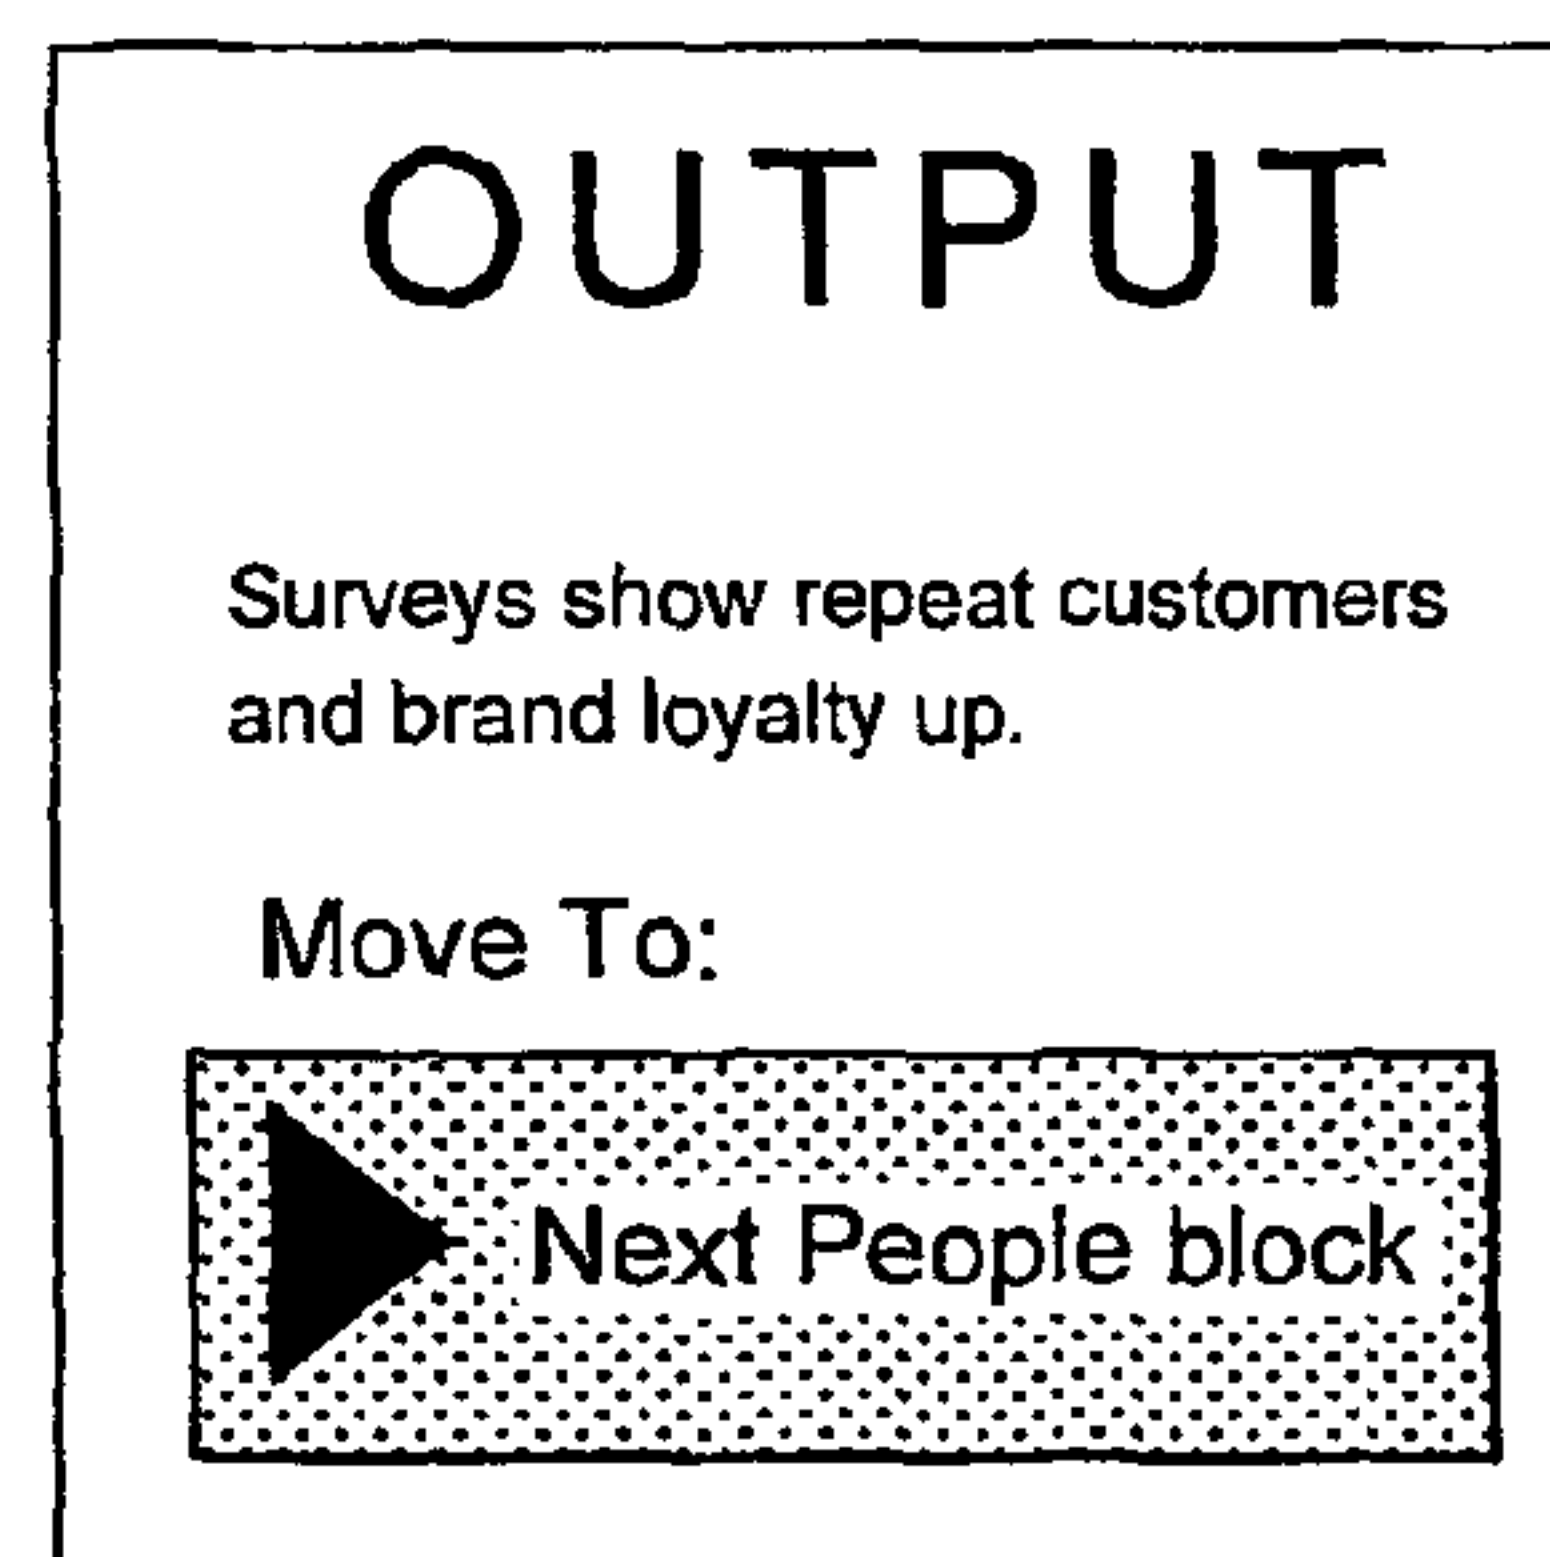 OUTPUT
Surveys show repeat customers
and brand loyalty up.
Move To:
Next People block